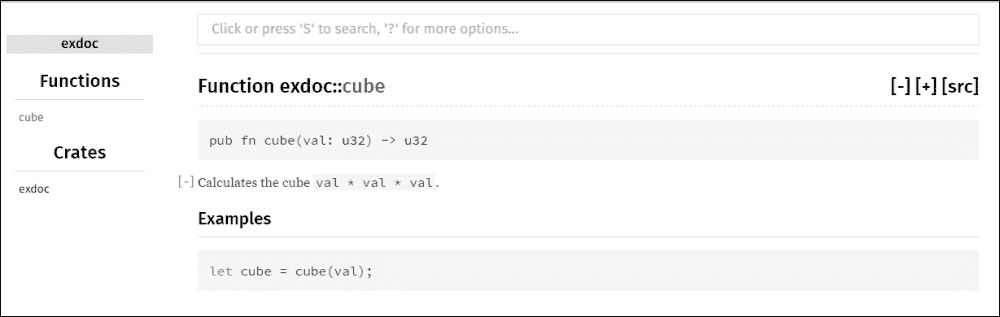 exdoc
Functions
cube
Crates
exdoc
Click or press 'S' to search, '?' for more options...
Function exdoc::cube [-] [+] [src]
pub fn cube(val: u32) -> u32
[-] Calculates the cube val * val * val.
Examples
let cube = cube(val);